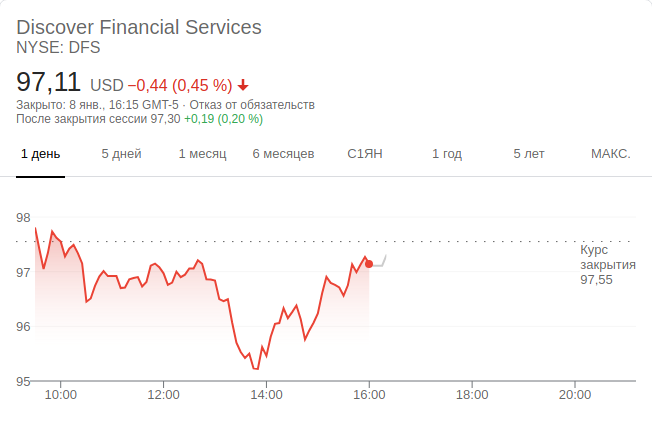 Discover Financial Services
NYSE: DFS
97,11 USD −0,44 (0,45 %)
Закрыто: 8 янв., 16:15 GMT-5 · Отказ от обязательств
После закрытия сессии 97,30 +0,19 (0,20 %)
1 день 5 дней 1 месяц 6 месяцев С1ЯН 1 год 5 лет МАКС.
98
Курс
закрытия
97,55
97
96
95
10:00 12:00 14:00 16:00 18:00 20:00